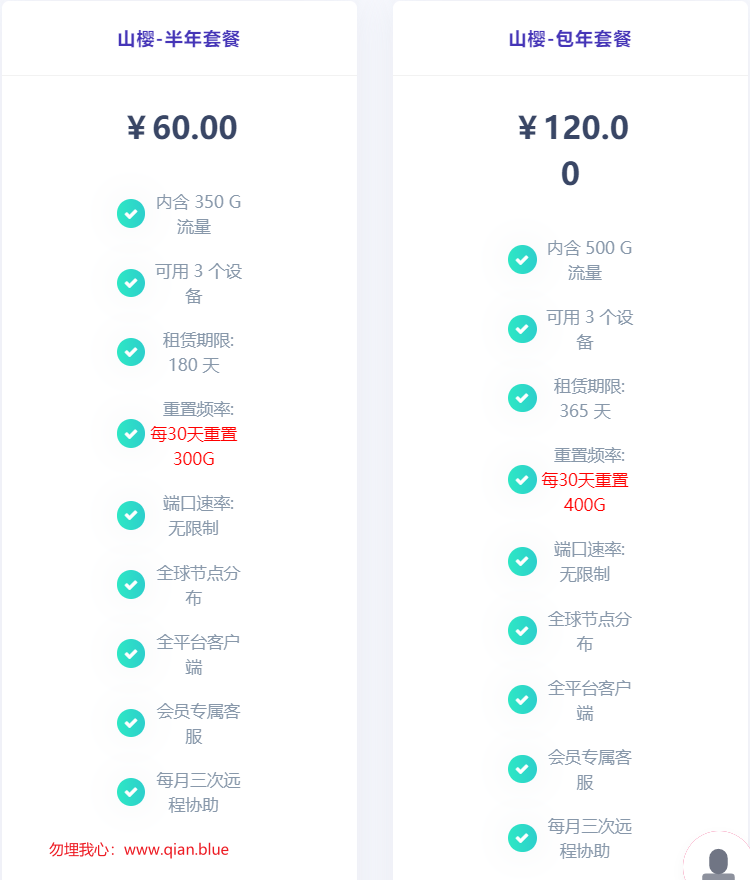 山樱-半年套餐
¥ 60.00
内含 350 G
流量
可用 3 个设
备
租赁期限:
180 天
重置频率:
每30天重置
300G
端口速率:
无限制
全球节点分
布
全平台客户
端
会员专属客
服
每月三次远
程协助
勿埋我心：www.qian.blue
山樱-包年套餐
¥ 120.0
0
内含 500 G
流量
可用 3 个设
备
租赁期限:
365 天
重置频率:
每30天重置
400G
端口速率:
无限制
全球节点分
布
全平台客户
端
会员专属客
服
每月三次远
程协助